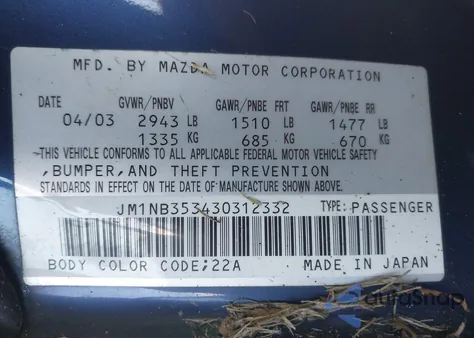 MFD. BY MAZDA MOTOR CORPORATION
DATE GVWR/PNBV GAWR/PNBE FRT GAWR/PNBE RR
04/03 2943 LB 1510 LB 1477 LB
1335 KG 685 KG 670 KG
THIS VEHICLE CONFORMS TO ALL APPLICABLE FEDERAL MOTOR VEHICLE SAFETY
,BUMPER,AND THEFT PREVENTION
STANDARDS IN EFFECT ON DATE OF MANUFACTURE SHOWN ABOVE.
JM1NB353430312332 TYPE:PASSENGER
BODY COLOR CODE;22A MADE IN JAPAN
autoSnap